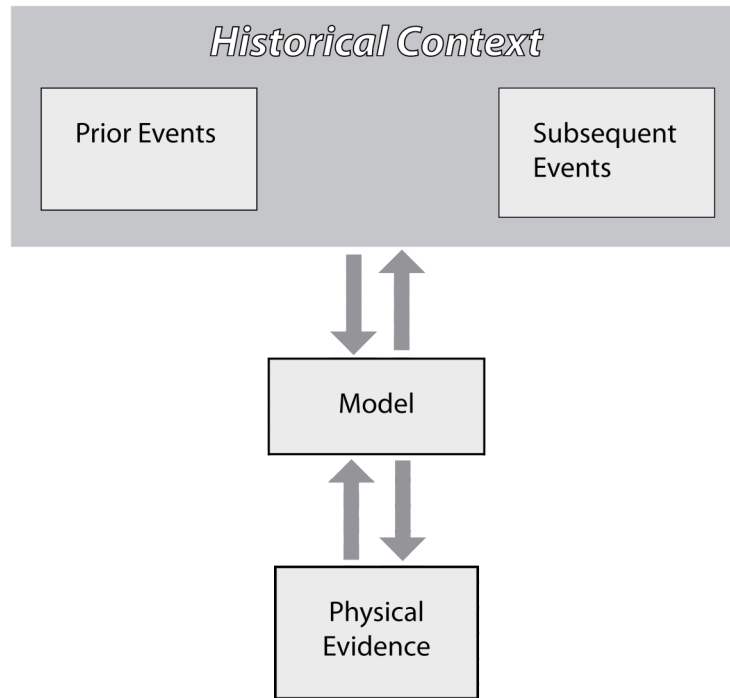 Historical Context
Prior Events
Subsequent
Events
Model
Physical
Evidence